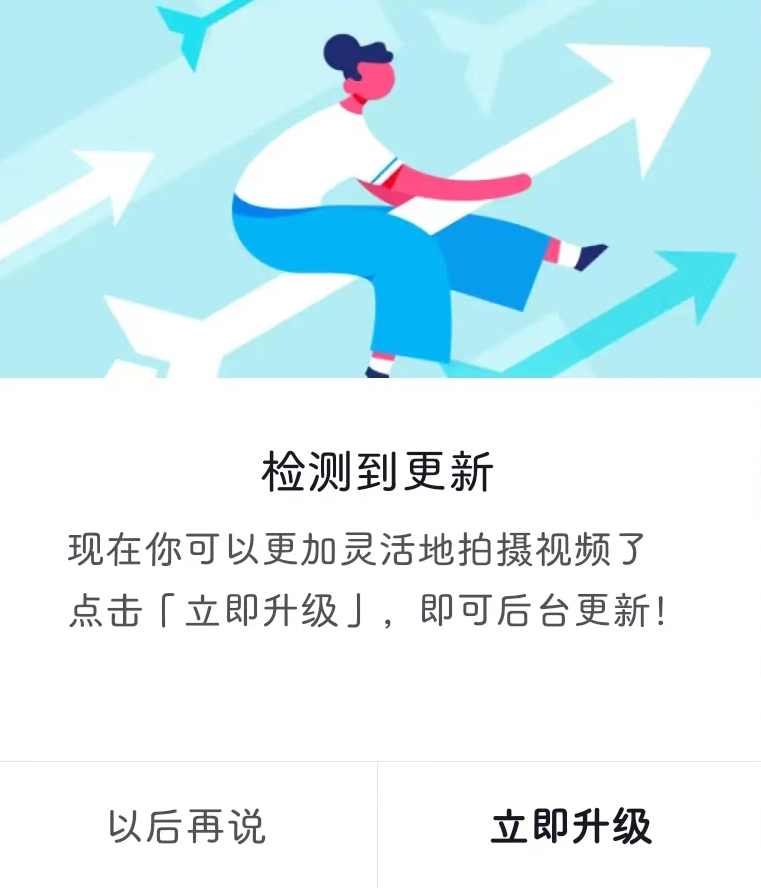 检测到更新
现在你可以更加灵活地拍摄视频了
点击「立即升级」，即可后台更新！
以后再说
立即升级